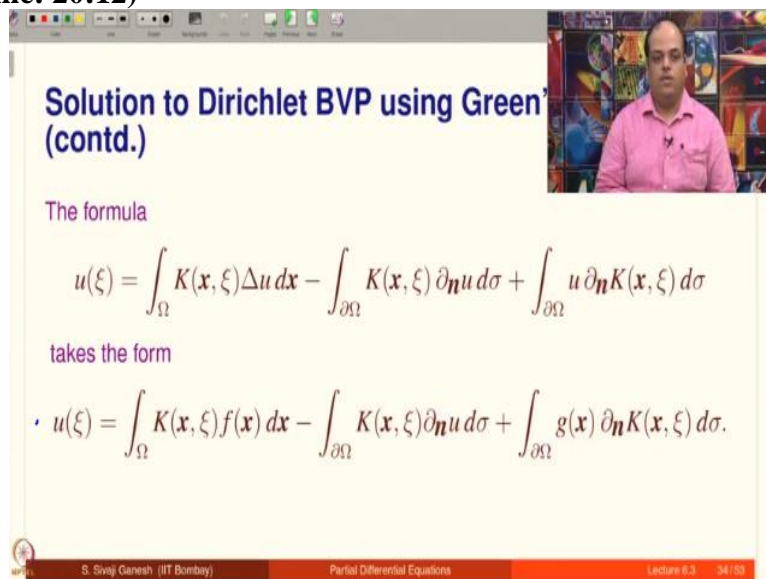 Solution to Dirichlet BVP using Green'
(contd.)
The formula
u(ξ) = ∫_Ω K(x, ξ)Δu dx − ∫_∂Ω K(x, ξ) ∂_n u dσ + ∫_∂Ω u ∂_n K(x, ξ) dσ
takes the form
u(ξ) = ∫_Ω K(x, ξ)f(x) dx − ∫_∂Ω K(x, ξ)∂_n u dσ + ∫_∂Ω g(x) ∂_n K(x, ξ) dσ.
S. Sivaji Ganesh (IIT Bombay) Partial Differential Equations Lecture 6.3 34/53